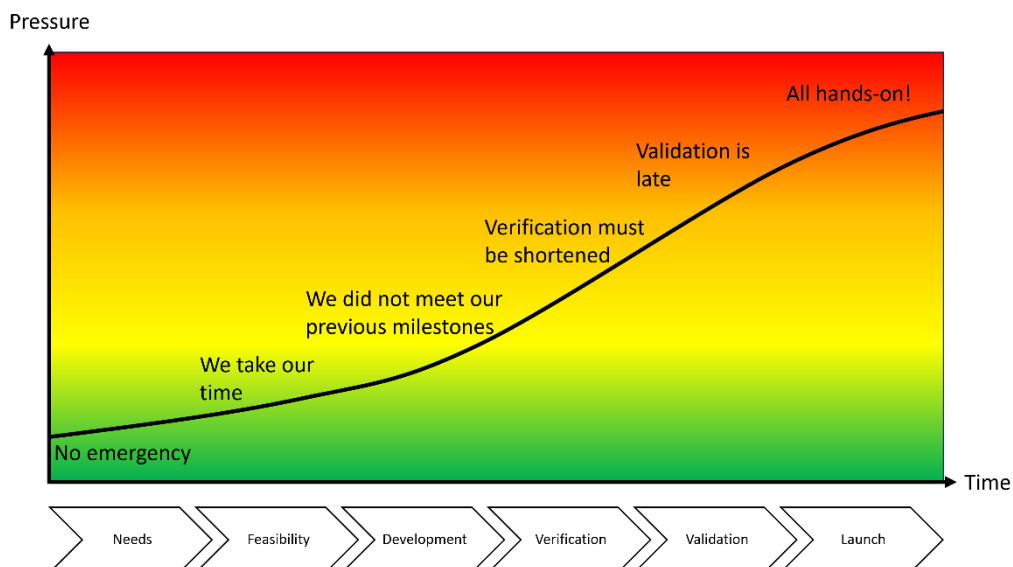 Pressure
All hands-on!
Validation is
late
Verification must
be shortened
We did not meet our
previous milestones
We take our
time
No emergency
Time
Needs
Feasibility
Development
Verification
Validation
Launch